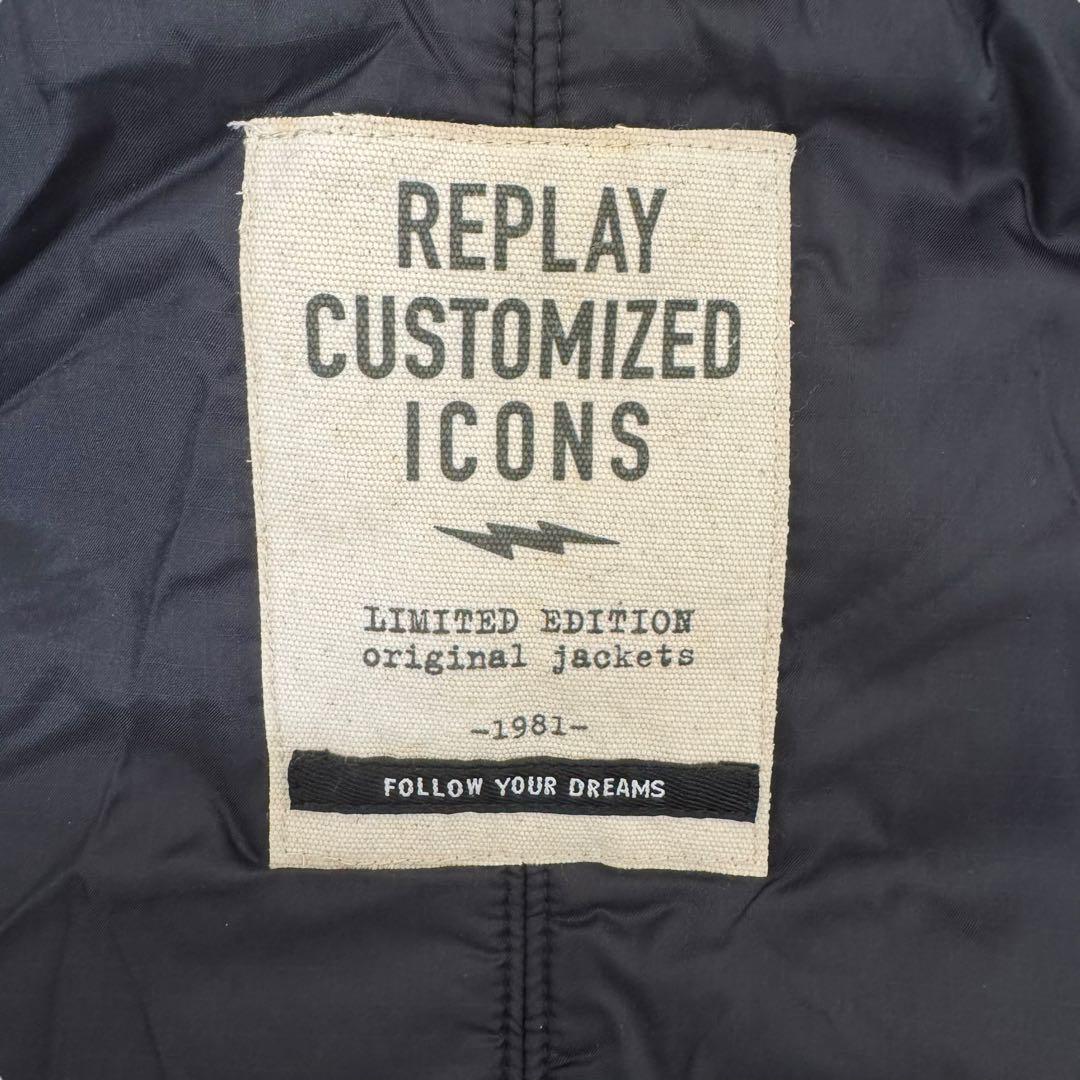 REPLAY
CUSTOMIZED
ICONS
LIMITED EDITION
original jackets
-1981-
FOLLOW YOUR DREAMS